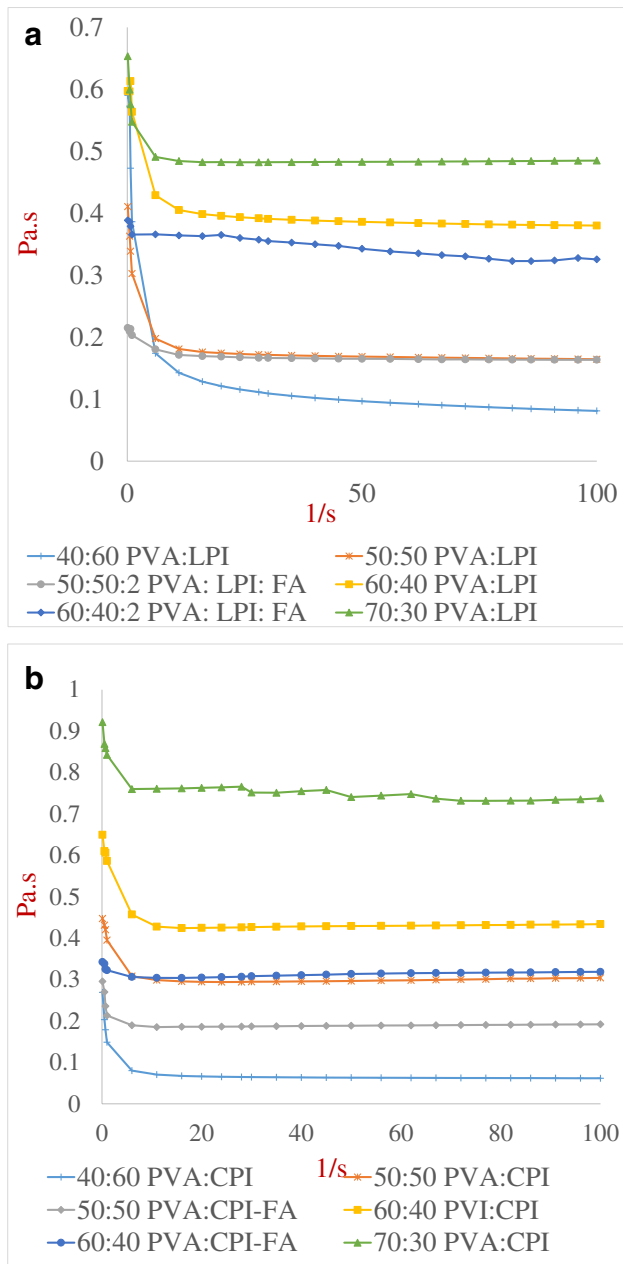 a
0.7
0.6
0.5
0.4
0.3
0.2
0.1
0
Pa.s
0 50 100
1/s
40:60 PVA:LPI 50:50 PVA:LPI
50:50:2 PVA: LPI: FA 60:40 PVA:LPI
60:40:2 PVA: LPI: FA 70:30 PVA:LPI
b
1
0.9
0.8
0.7
0.6
0.5
0.4
0.3
0.2
0.1
0
Pa.s
0 20 40 60 80 100
1/s
40:60 PVA:CPI 50:50 PVA:CPI
50:50 PVA:CPI-FA 60:40 PVI:CPI
60:40 PVA:CPI-FA 70:30 PVA:CPI